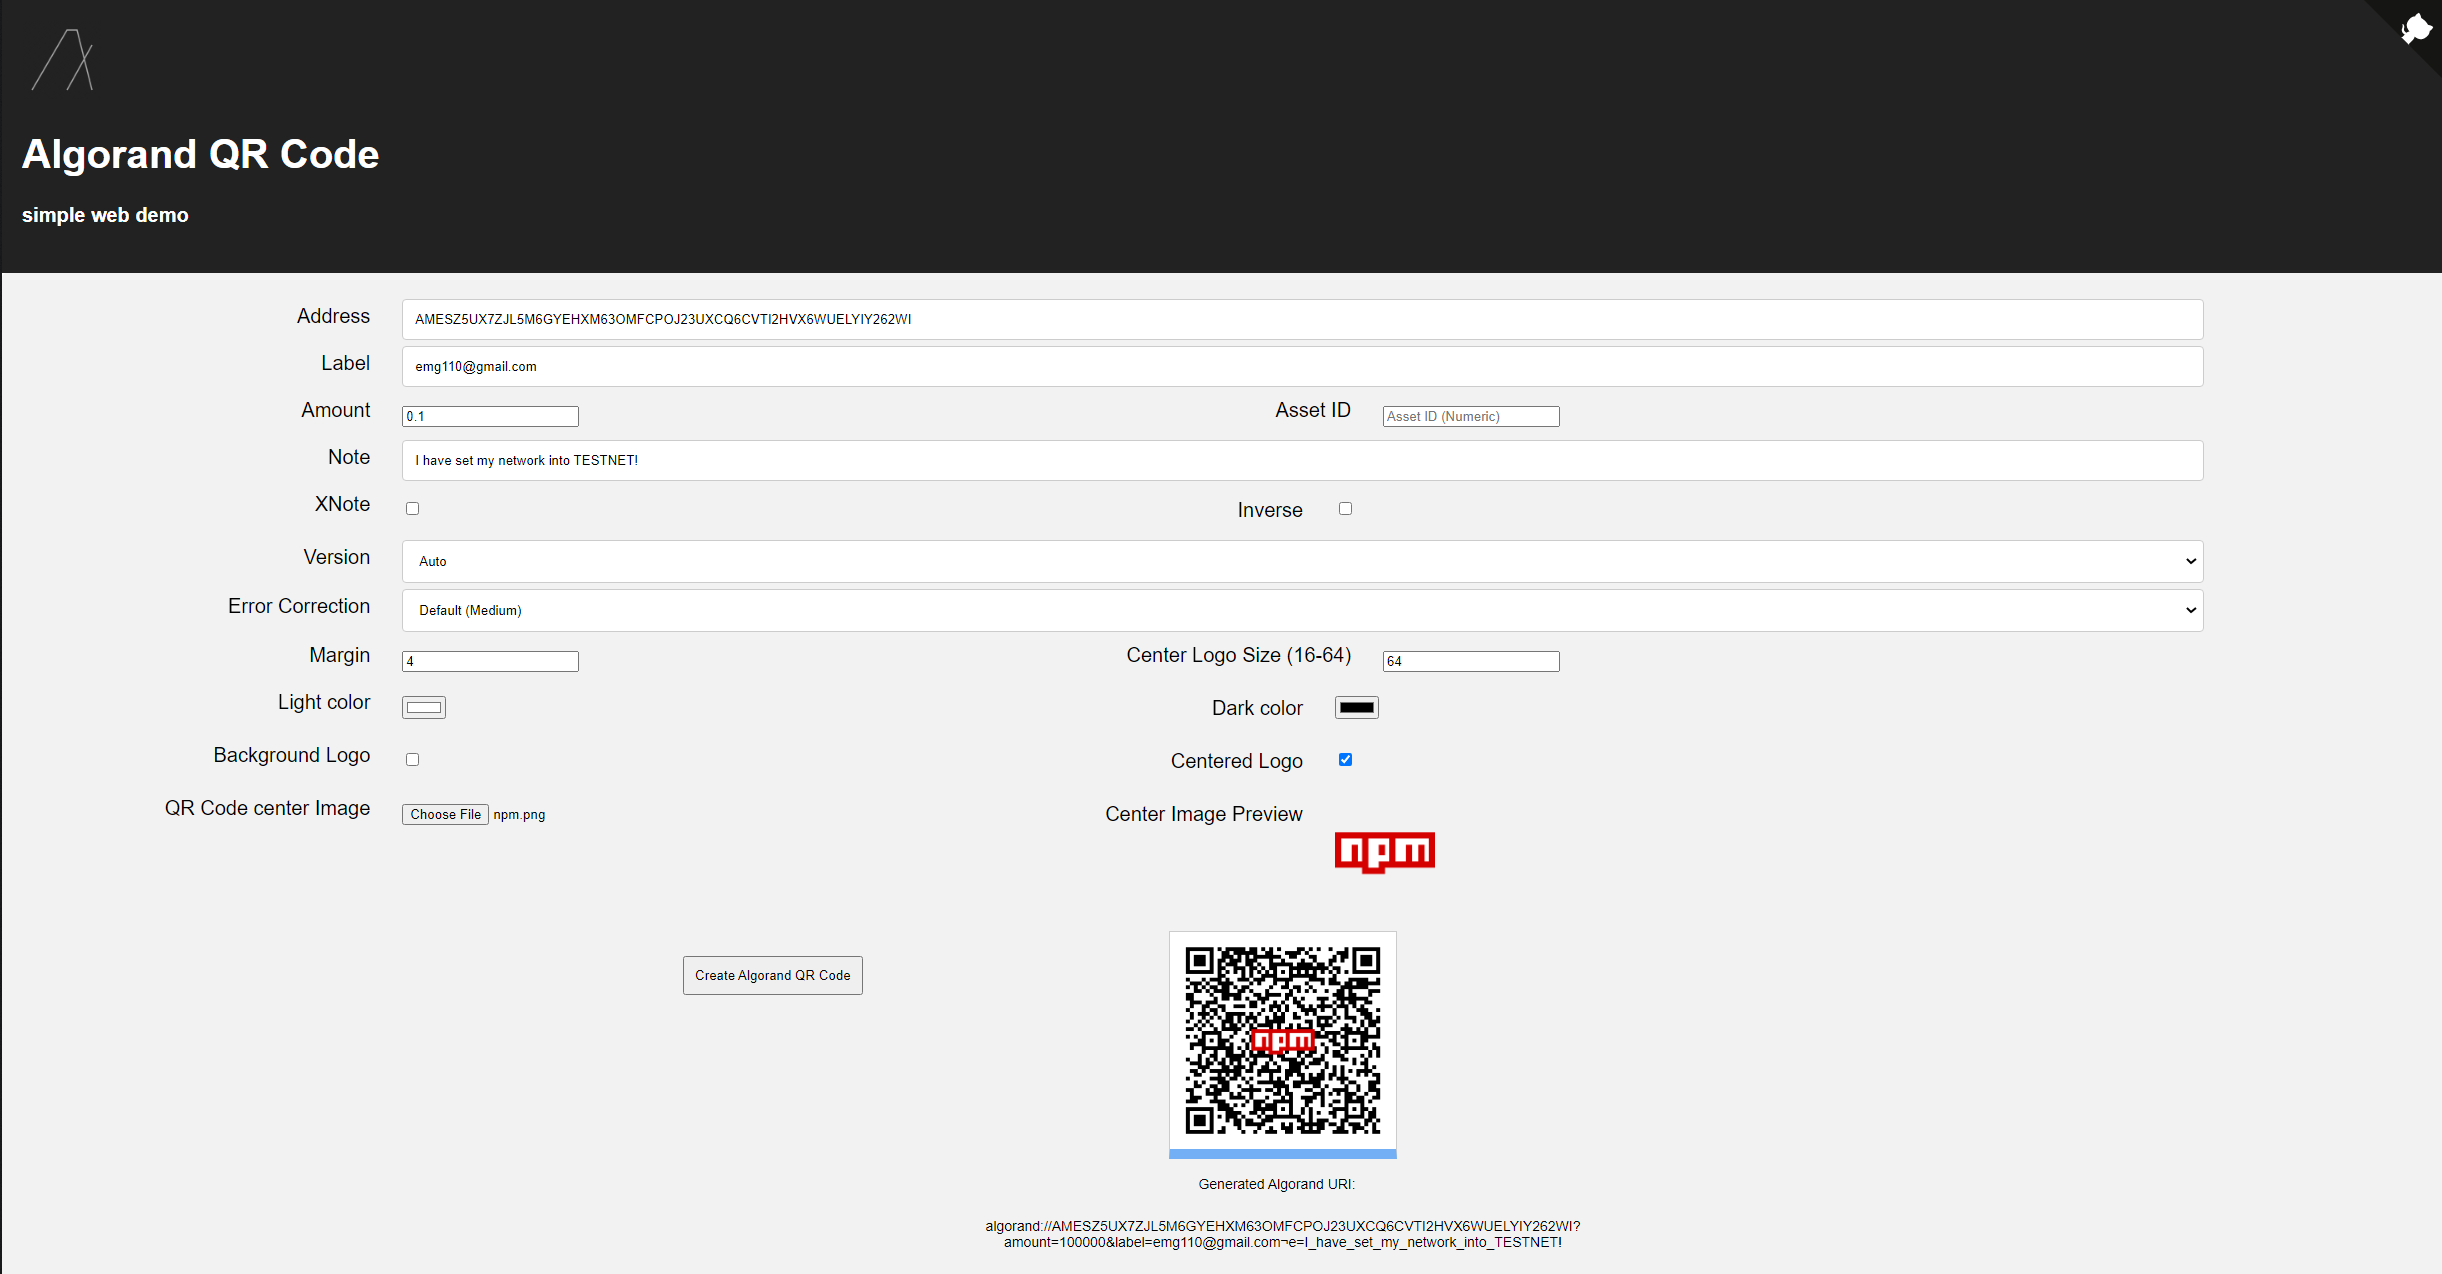 Algorand QR Code
simple web demo
Address AMESZ5UX7ZJL5M6GYEHXM63OMFCPOJ23UXCQ6CVTI2HVX6WUELYIY262WI
Label emg110@gmail.com
Amount 0.1 Asset ID Asset ID (Numeric)
Note I have set my network into TESTNET!
XNote Inverse
Version Auto
Error Correction Default (Medium)
Margin 4 Center Logo Size (16-64) 64
Light color Dark color
Background Logo Centered Logo
QR Code center Image Choose File npm.png Center Image Preview
npm
Create Algorand QR Code
npm
Generated Algorand URI:
algorand://AMESZ5UX7ZJL5M6GYEHXM63OMFCPOJ23UXCQ6CVTI2HVX6WUELYIY262WI?
amount=100000&label=emg110@gmail.com¬e=I_have_set_my_network_into_TESTNET!